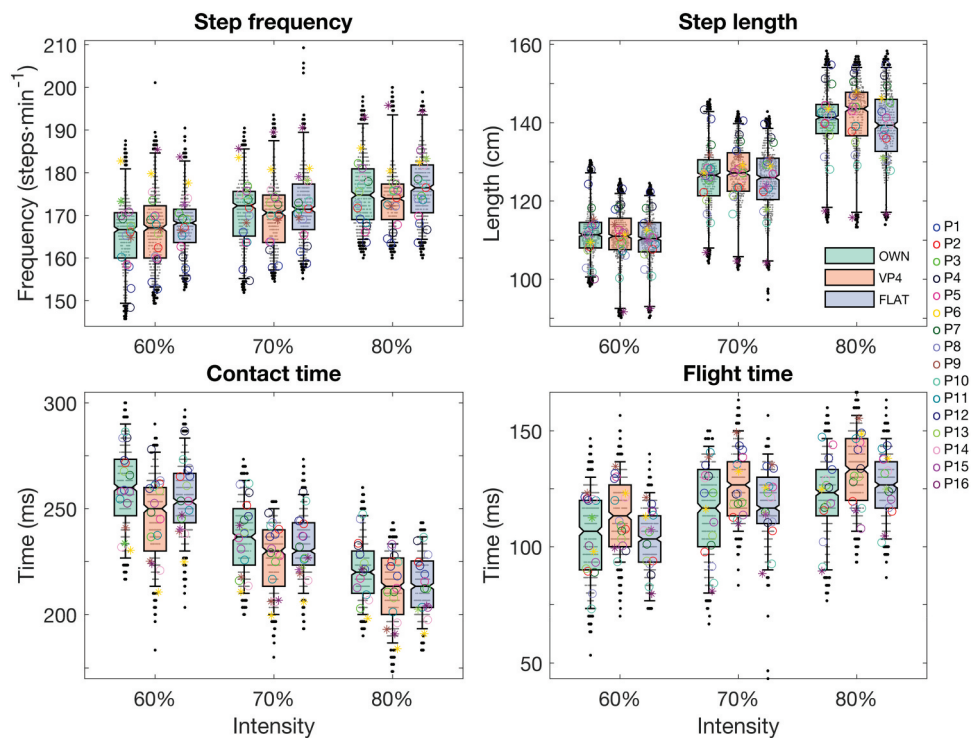 Step frequency
Frequency (steps·min⁻¹)
210
200
190
180
170
160
150
60%
70%
80%
Step length
Length (cm)
160
140
120
100
60%
70%
80%
OWN
VP4
FLAT
P1
P2
P3
P4
P5
P6
P7
P8
P9
P10
P11
P12
P13
P14
P15
P16
Contact time
Time (ms)
300
250
200
60%
70%
80%
Intensity
Flight time
Time (ms)
150
100
50
60%
70%
80%
Intensity